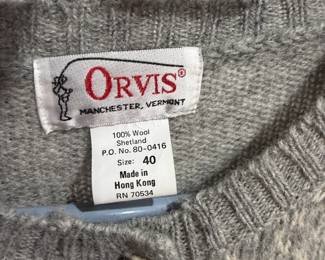 ORVIS®
MANCHESTER, VERMONT
100% Wool
Shetland
P.O. No. 80-0416
Size: 40
Made in
Hong Kong
RN 70534